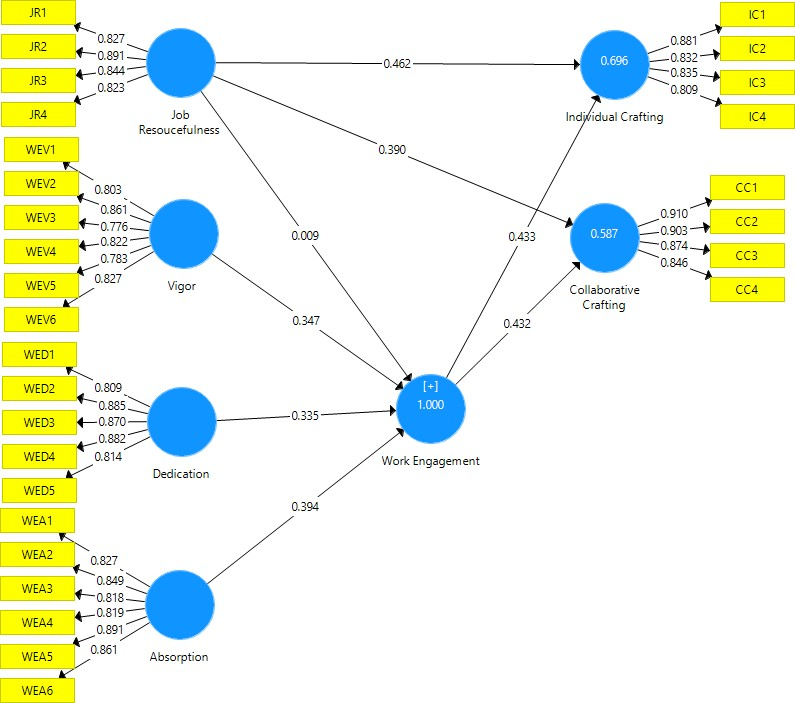 JR1
JR2
JR3
JR4
0.827
0.891
0.844
0.823
Job
Resoucefulness
WEV1
WEV2
WEV3
WEV4
WEV5
WEV6
0.803
0.861
0.776
0.822
0.783
0.827
Vigor
WED1
WED2
WED3
WED4
WED5
0.809
0.885
0.870
0.882
0.814
Dedication
WEA1
WEA2
WEA3
WEA4
WEA5
WEA6
0.827
0.849
0.818
0.819
0.891
0.861
Absorption
0.462
0.390
0.009
0.347
0.335
0.394
[+]
1.000
Work Engagement
0.433
0.432
0.696
Individual Crafting
0.881
0.832
0.835
0.809
IC1
IC2
IC3
IC4
0.587
Collaborative
Crafting
0.910
0.903
0.874
0.846
CC1
CC2
CC3
CC4